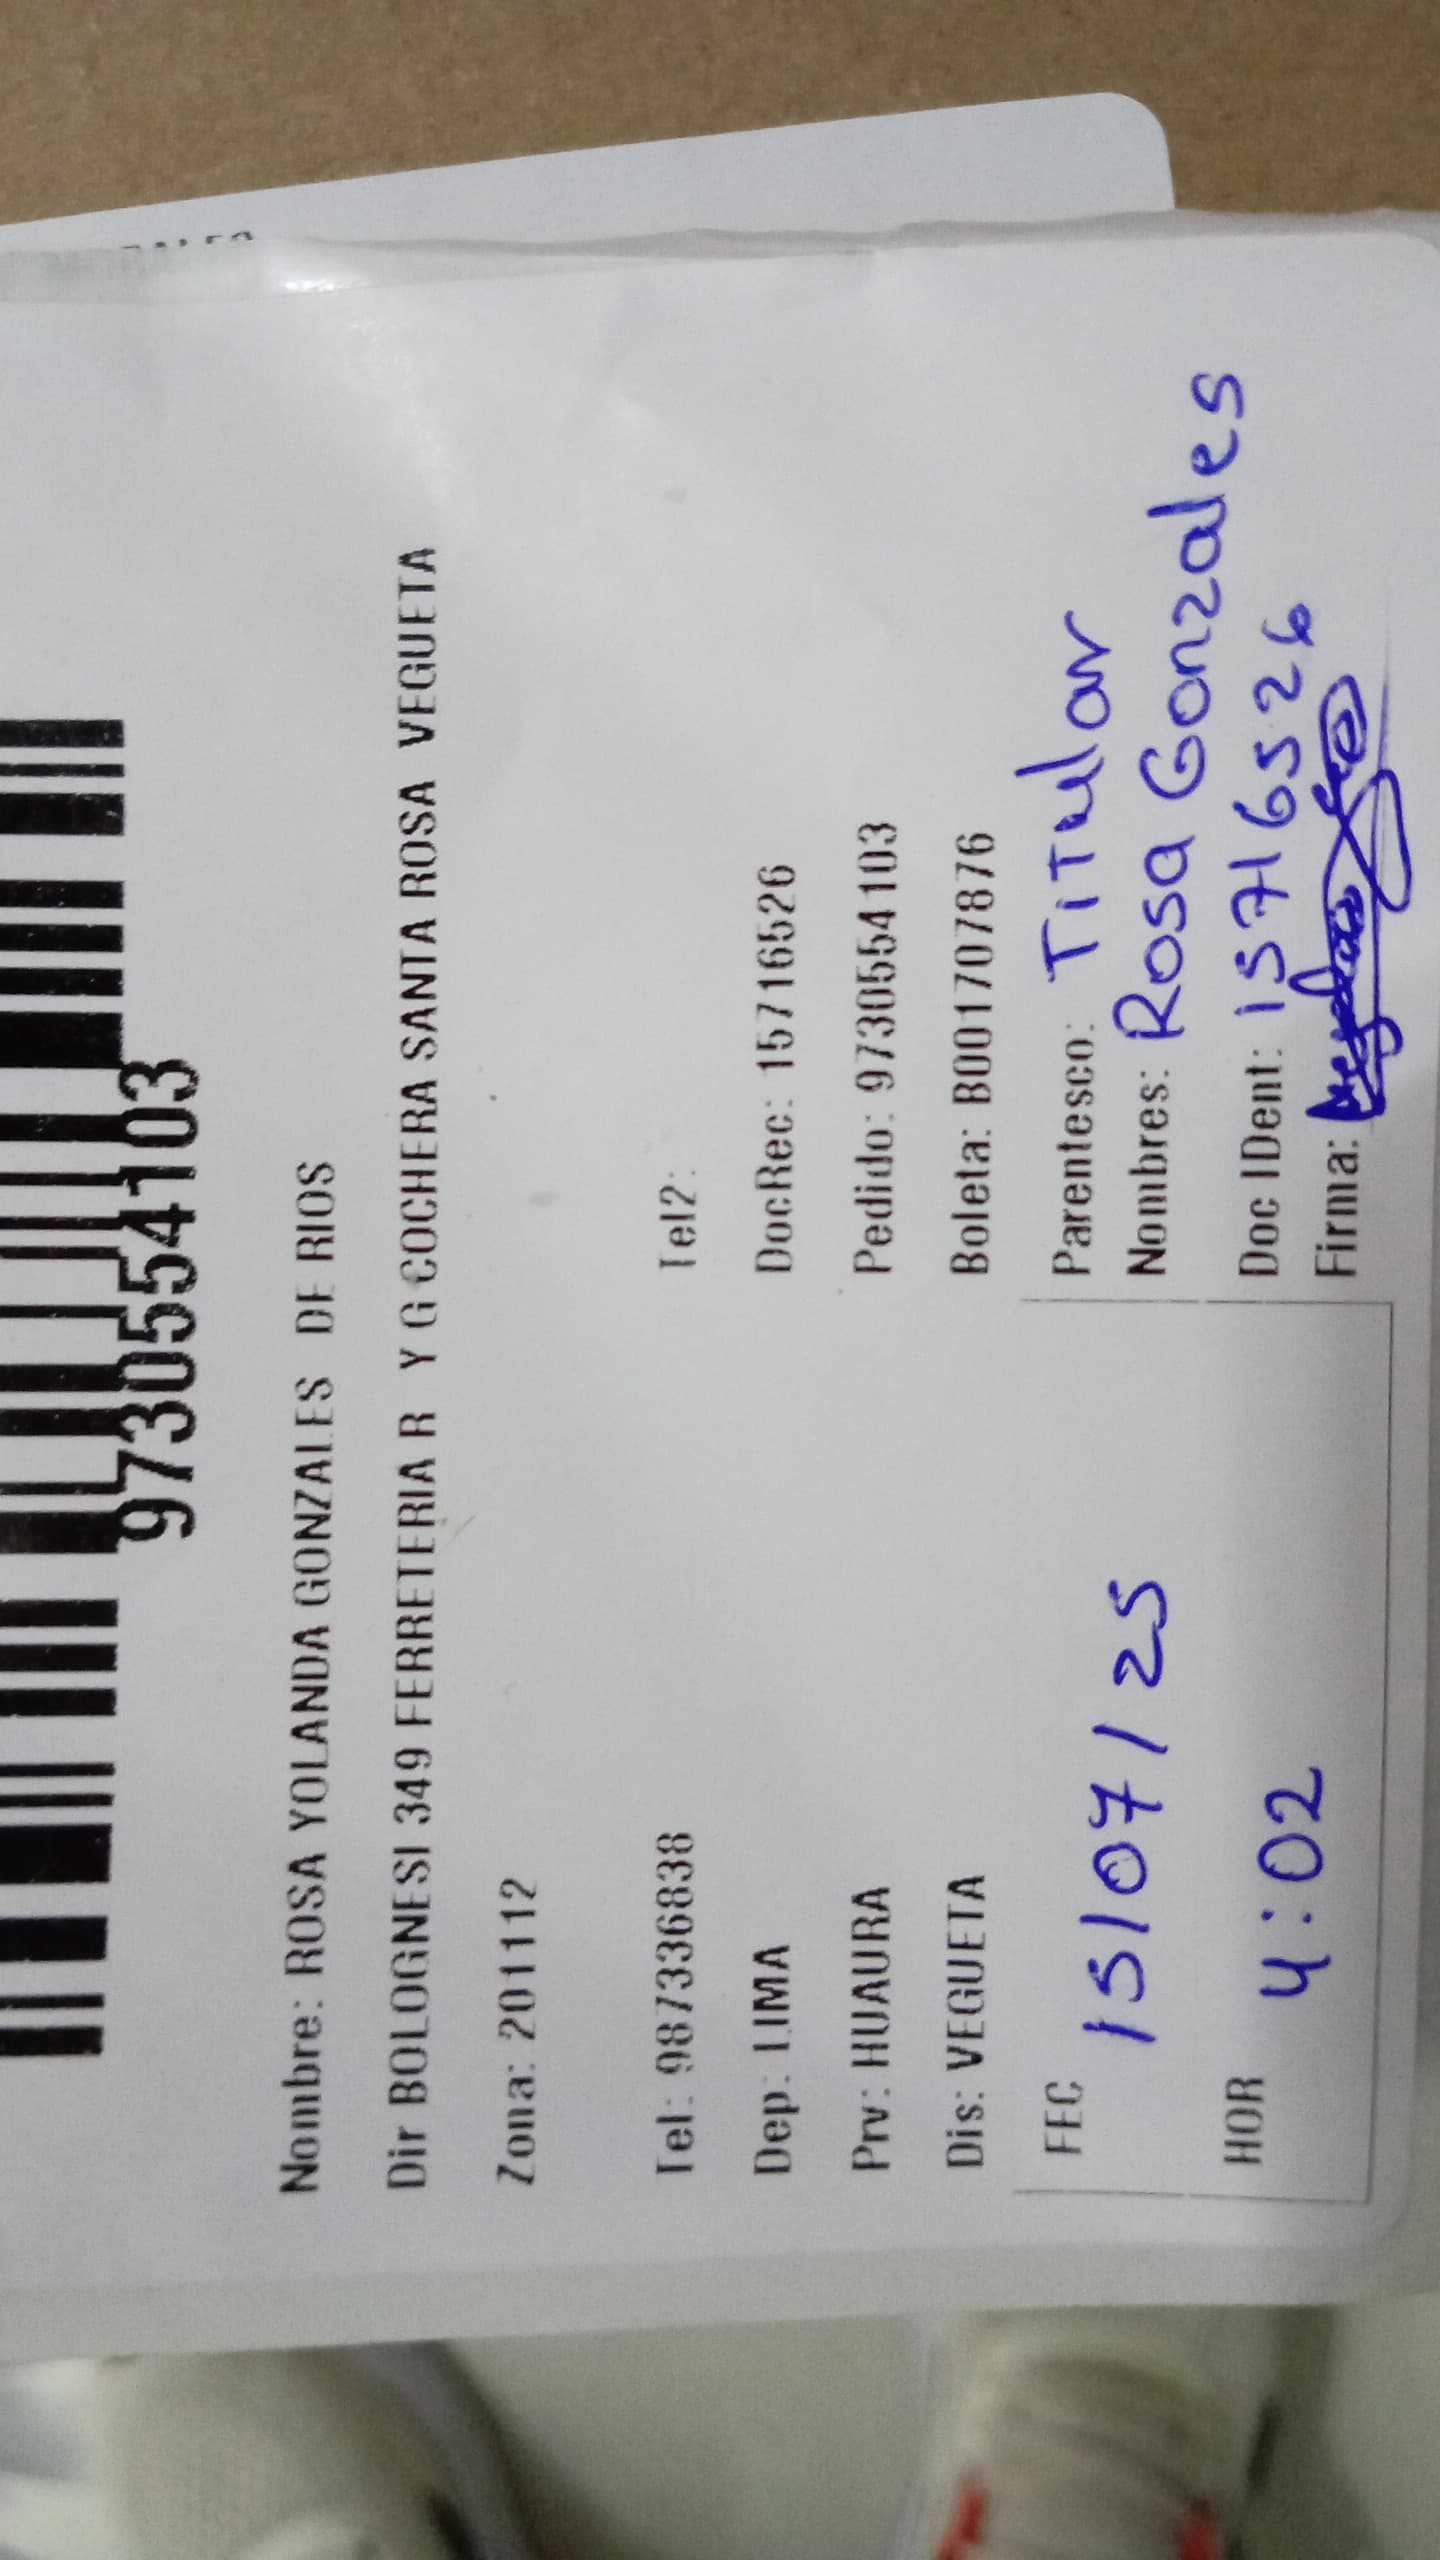 9730554103
Nombre: ROSA YOLANDA GONZALES DE RIOS
Dir BOLOGNESI 349 FERRETERIA R Y G COCHERA SANTA ROSA VEGUETA
Zona: 201112
Tel: 987336838 Tel2:
Dep: LIMA DocRec: 15716526
Prv: HUAURA Pedido: 9730554103
Dis: VEGUETA Boleta: B001707876
FEC 15/07/25 Parentesco: TiTular
Nombres: Rosa Gonzales
HOR 4:02 Doc IDent: 15716526
Firma: